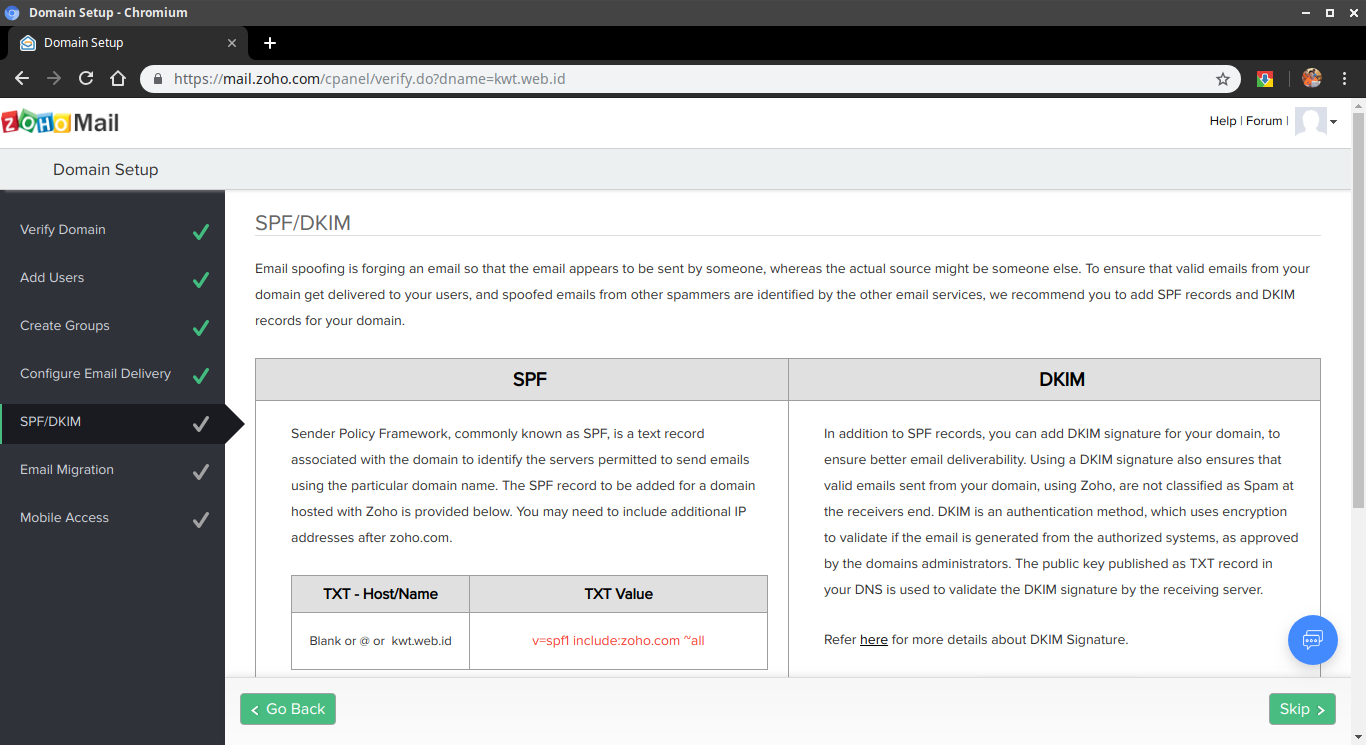 Domain Setup - Chromium
Domain Setup
https://mail.zoho.com/cpanel/verify.do?dname=kwt.web.id
ZOHO Mail
Help | Forum |
Domain Setup
Verify Domain
Add Users
Create Groups
Configure Email Delivery
SPF/DKIM
Email Migration
Mobile Access
SPF/DKIM
Email spoofing is forging an email so that the email appears to be sent by someone, whereas the actual source might be someone else. To ensure that valid emails from your
domain get delivered to your users, and spoofed emails from other spammers are identified by the other email services, we recommend you to add SPF records and DKIM
records for your domain.
SPF
Sender Policy Framework, commonly known as SPF, is a text record
associated with the domain to identify the servers permitted to send emails
using the particular domain name. The SPF record to be added for a domain
hosted with Zoho is provided below. You may need to include additional IP
addresses after zoho.com.
TXT - Host/Name TXT Value
Blank or @ or kwt.web.id v=spf1 include:zoho.com ~all
DKIM
In addition to SPF records, you can add DKIM signature for your domain, to
ensure better email deliverability. Using a DKIM signature also ensures that
valid emails sent from your domain, using Zoho, are not classified as Spam at
the receivers end. DKIM is an authentication method, which uses encryption
to validate if the email is generated from the authorized systems, as approved
by the domains administrators. The public key published as TXT record in
your DNS is used to validate the DKIM signature by the receiving server.
Refer here for more details about DKIM Signature.
Go Back
Skip